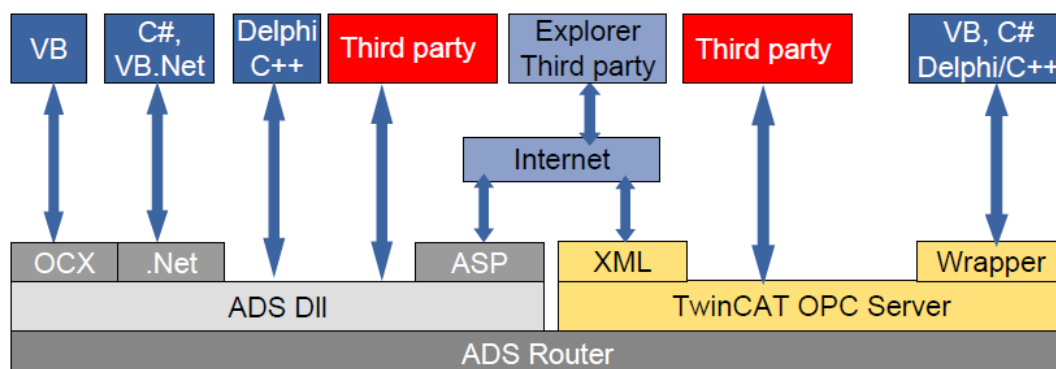 VB
C#,
VB.Net
Delphi
C++
Third party
Explorer
Third party
Third party
VB, C#
Delphi/C++
Internet
OCX
.Net
ASP
XML
Wrapper
ADS Dll
TwinCAT OPC Server
ADS Router